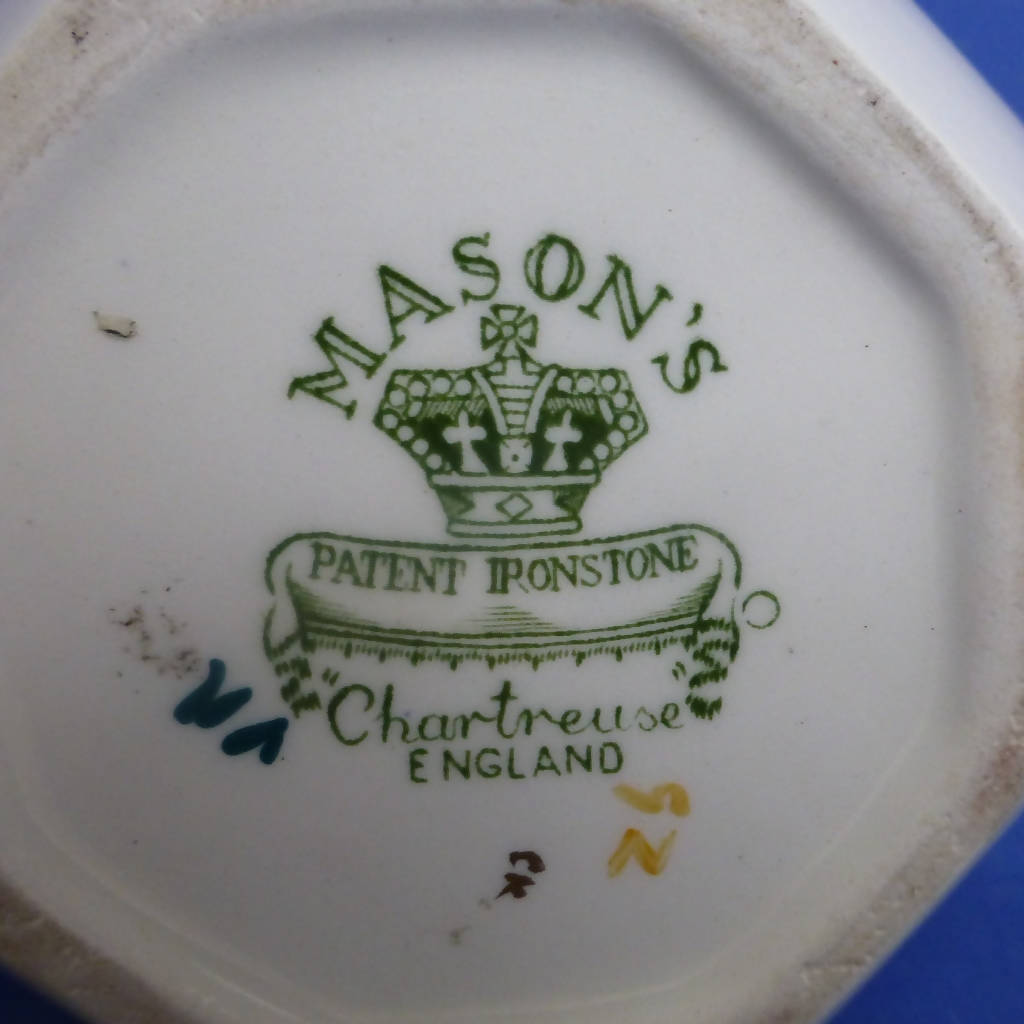 MASON'S
PATENT IRONSTONE
"Chartreuse"
ENGLAND